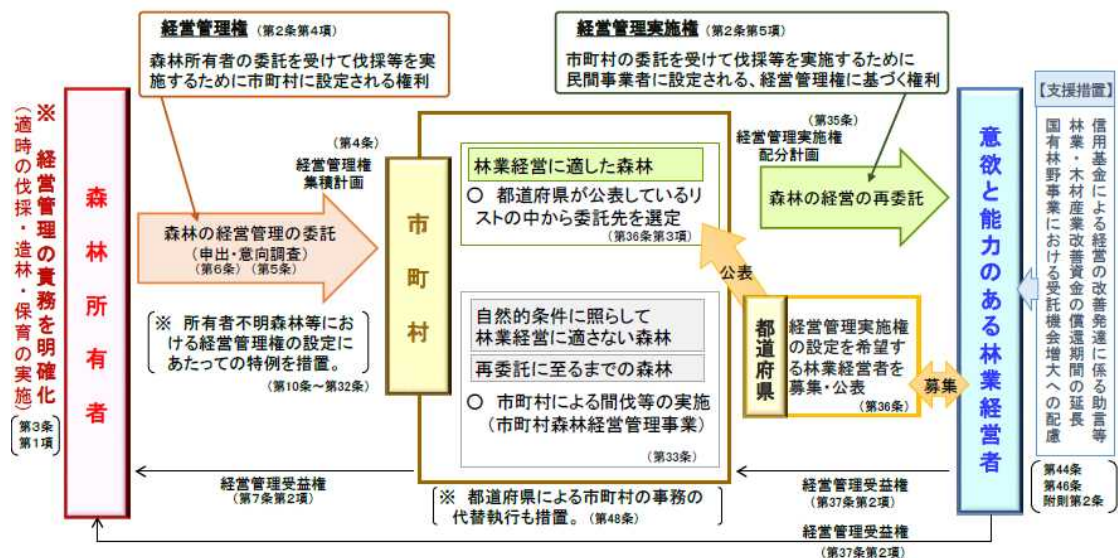 経営管理権 (第2条第4項)
森林所有者の委託を受けて伐採等を実
施するために市町村に設定される権利
経営管理実施権 (第2条第5項)
市町村の委託を受けて伐採等を実施するために
民間事業者に設定される、経営管理権に基づく権利
※ 経営管理の責務を明確化
(適時の伐採・造林・保育の実施)
第3条
第1項
森林所有者
(第4条)
経営管理権
集積計画
森林の経営管理の委託
(申出・意向調査)
(第6条) (第5条)
※ 所有者不明森林等にお
ける経営管理権の設定に
あたっての特例を措置。
(第10条~第32条)
市町村
林業経営に適した森林
○ 都道府県が公表しているリ
ストの中から委託先を選定
(第36条第3項)
自然的条件に照らして
林業経営に適さない森林
再委託に至るまでの森林
○ 市町村による間伐等の実施
(市町村森林経営管理事業)
(第33条)
(第35条)
経営管理実施権
配分計画
森林の経営の再委託
公表
都道府県
経営管理実施権
の設定を希望す
る林業経営者を
募集・公表
(第36条)
募集
意欲と能力のある林業経営者
【支援措置】
信用基金による経営の改善発達に係る助言等
林業・木材産業改善資金の償還期間の延長
国有林野事業における受託機会増大への配慮
第44条
第46条
附則第2条
経営管理受益権
(第7条第2項)
※ 都道府県による市町村の事務の
代替執行も措置。 (第48条)
経営管理受益権
(第37条第2項)
経営管理受益権
(第37条第2項)